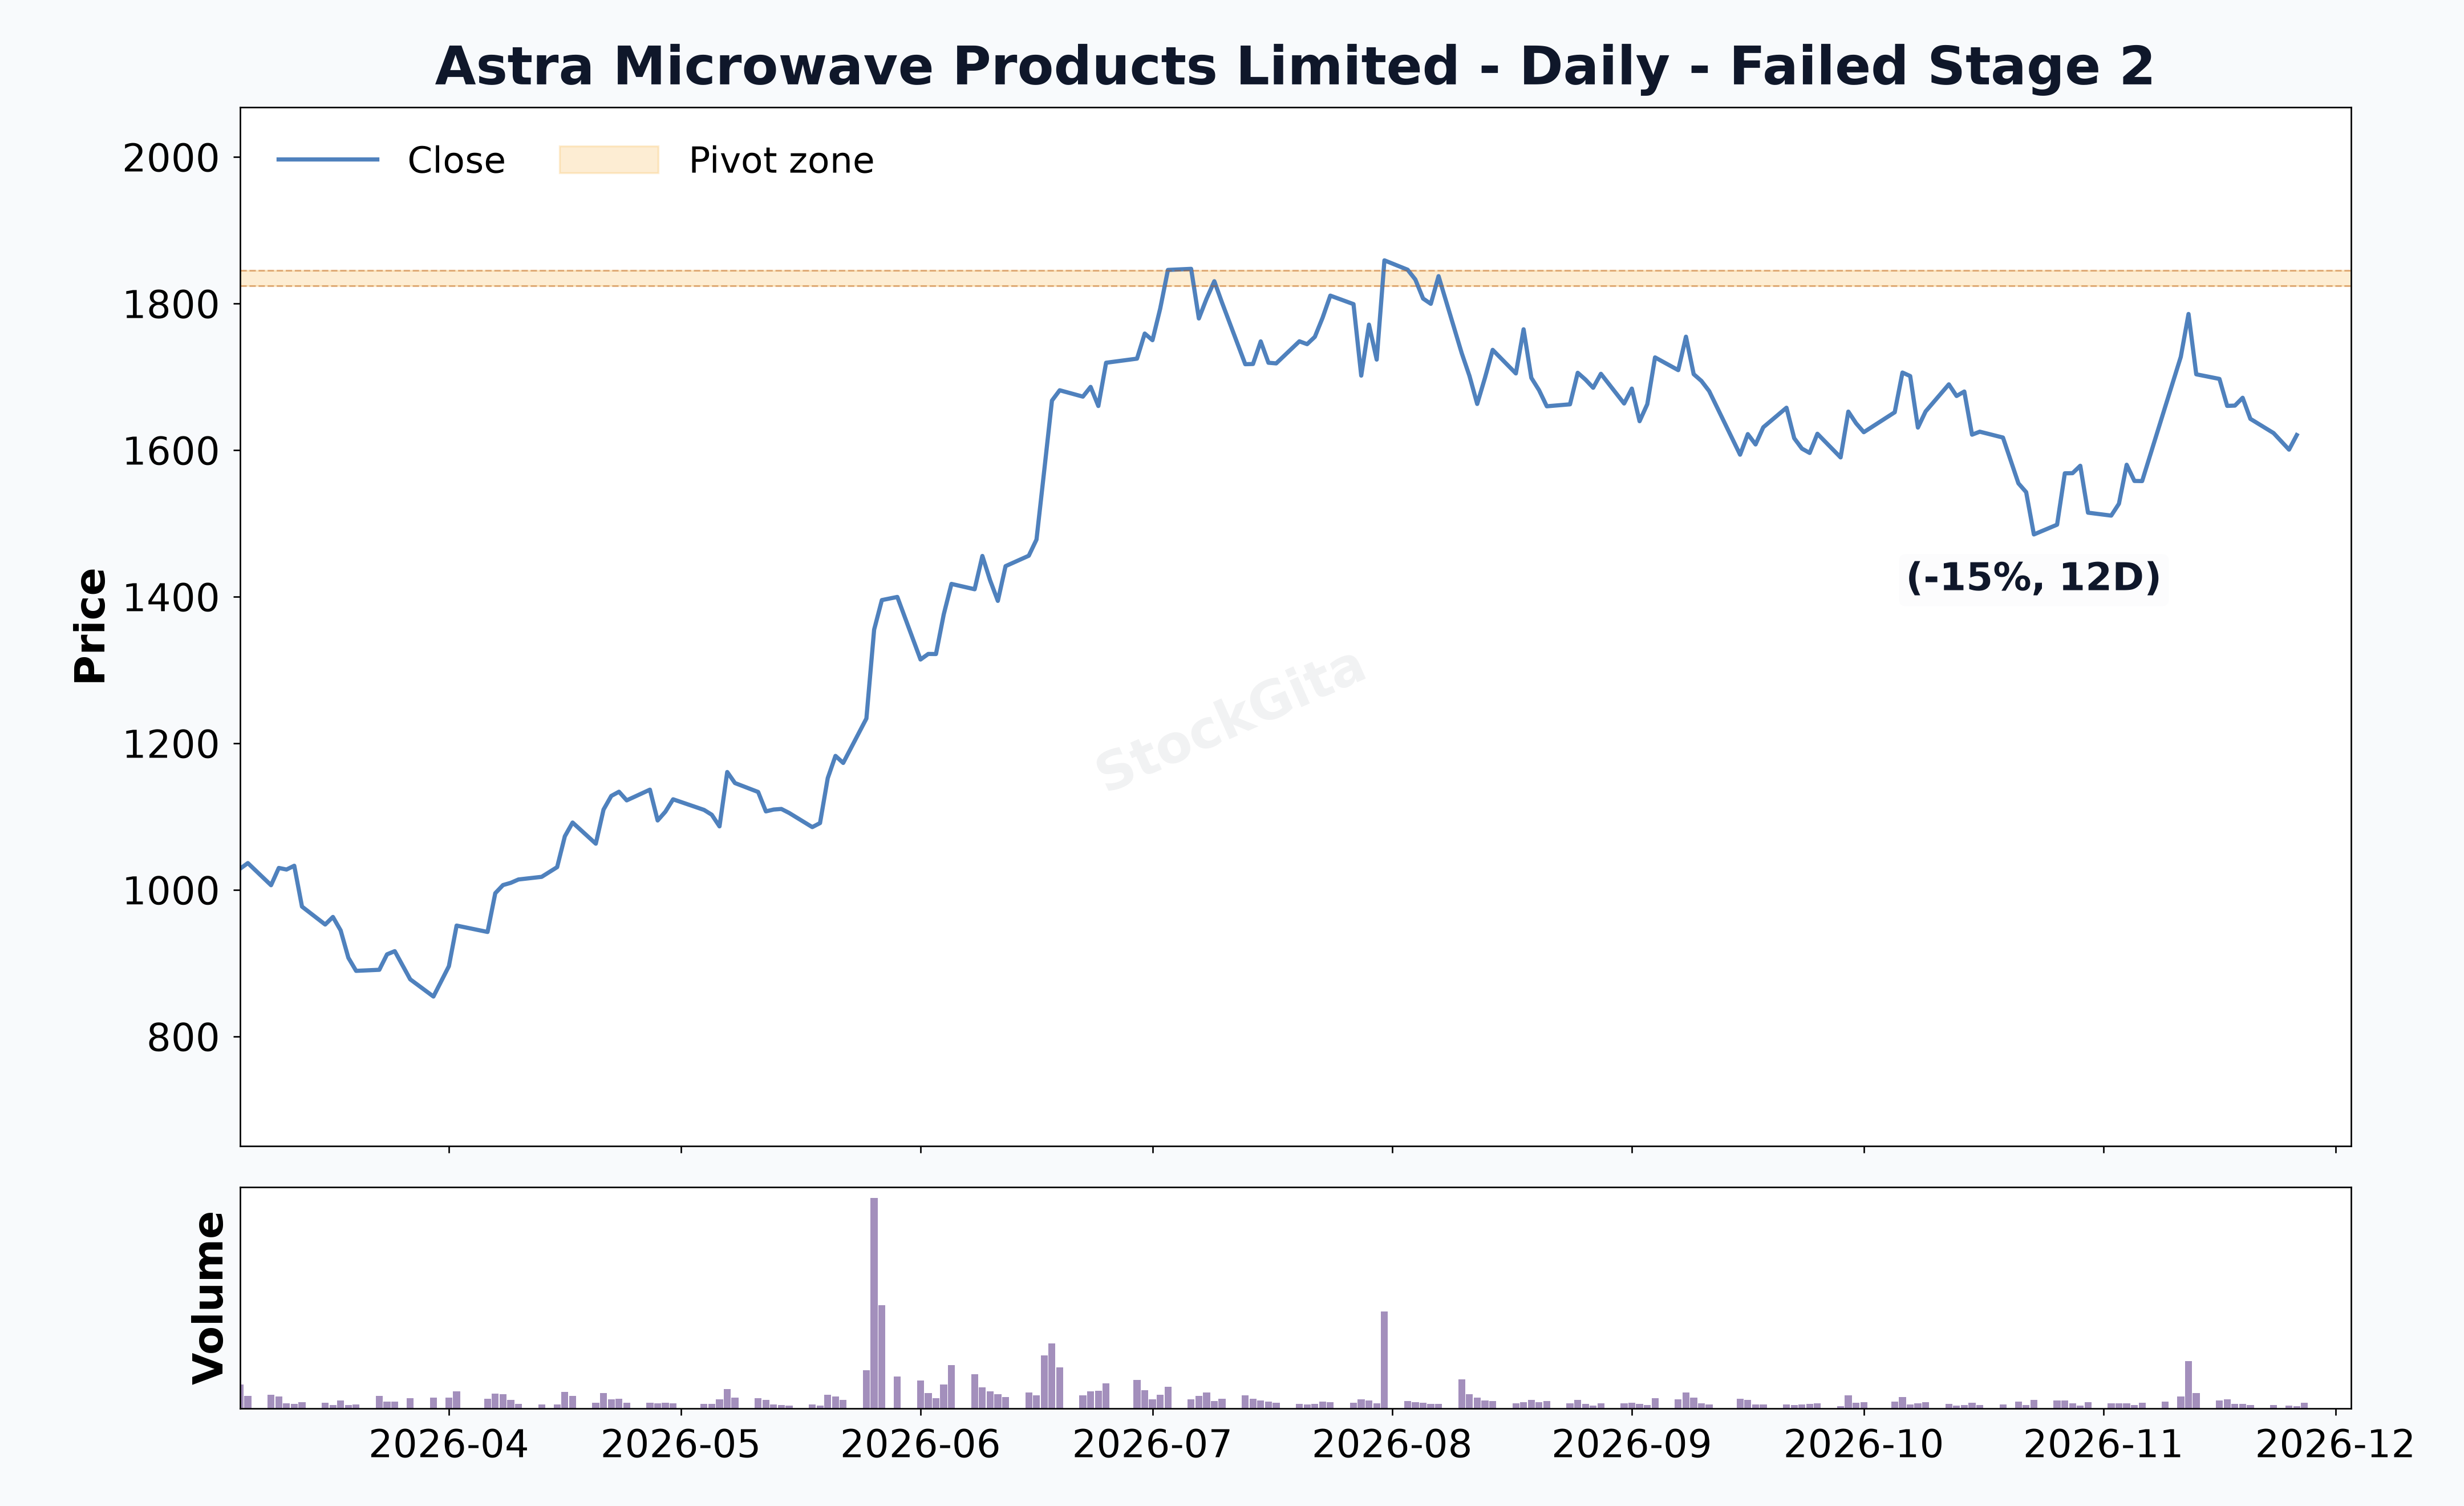 Astra Microwave Products Limited - Daily - Failed Stage 2
Close
Pivot zone
2000
1800
1600
1400
1200
1000
800
Price
(-15%, 12D)
StockGita
Volume
2026-04
2026-05
2026-06
2026-07
2026-08
2026-09
2026-10
2026-11
2026-12